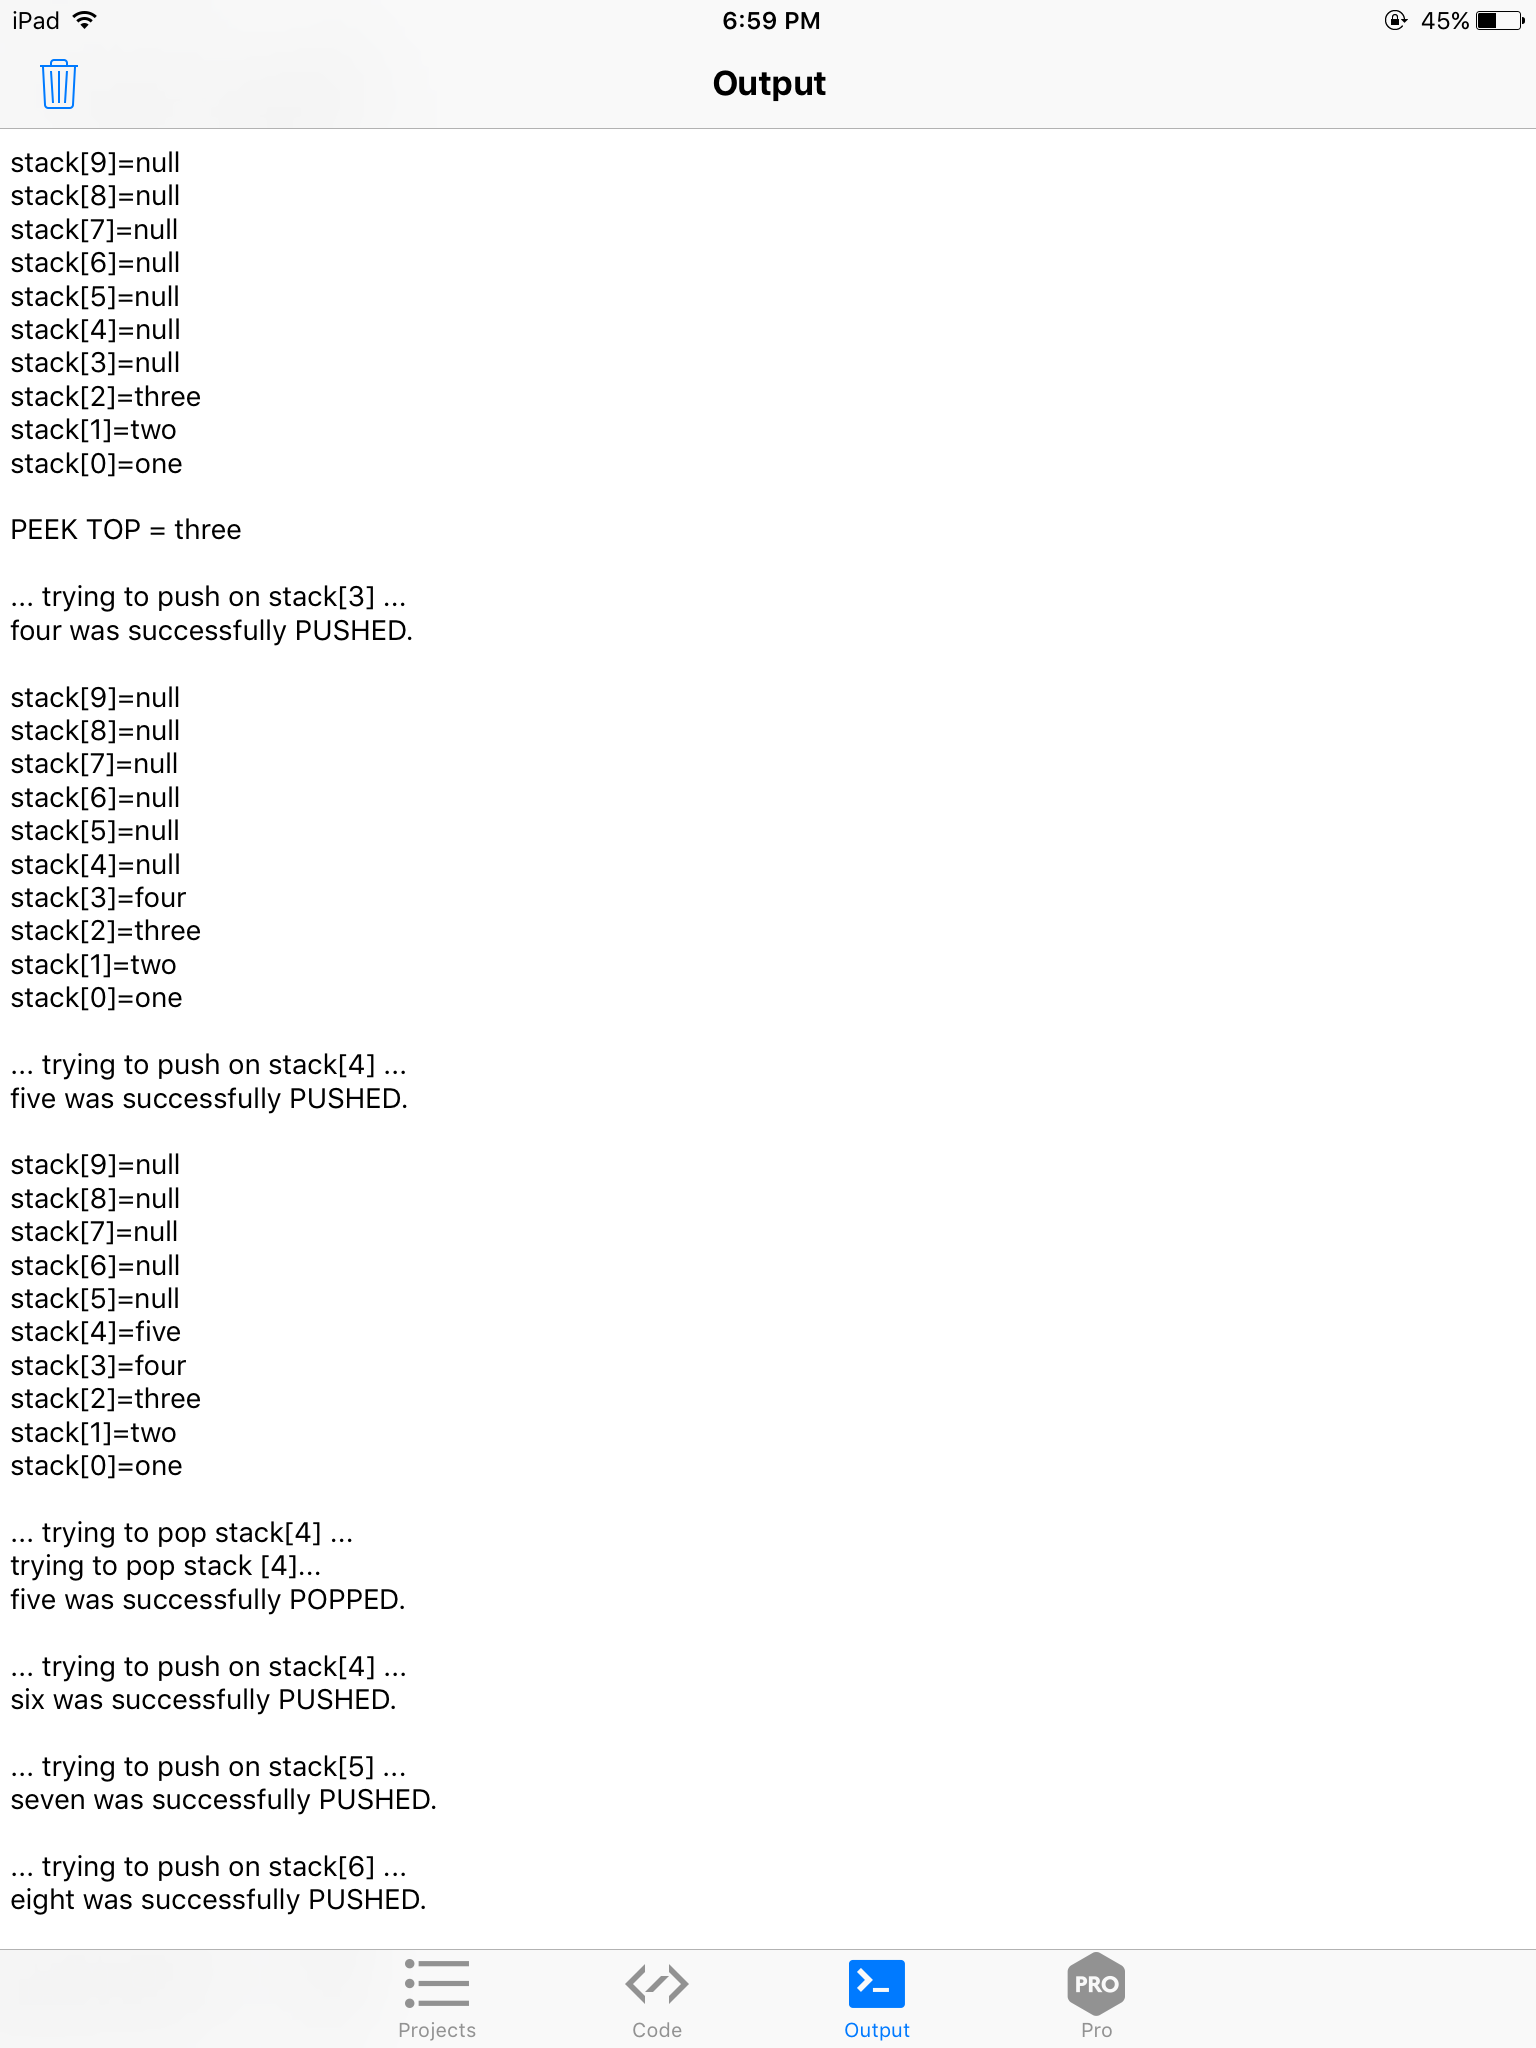 iPad 6:59 PM 45%
Output
stack[9]=null
stack[8]=null
stack[7]=null
stack[6]=null
stack[5]=null
stack[4]=null
stack[3]=null
stack[2]=three
stack[1]=two
stack[0]=one
PEEK TOP = three
... trying to push on stack[3] ...
four was successfully PUSHED.
stack[9]=null
stack[8]=null
stack[7]=null
stack[6]=null
stack[5]=null
stack[4]=null
stack[3]=four
stack[2]=three
stack[1]=two
stack[0]=one
... trying to push on stack[4] ...
five was successfully PUSHED.
stack[9]=null
stack[8]=null
stack[7]=null
stack[6]=null
stack[5]=null
stack[4]=five
stack[3]=four
stack[2]=three
stack[1]=two
stack[0]=one
... trying to pop stack[4] ...
trying to pop stack [4]...
five was successfully POPPED.
... trying to push on stack[4] ...
six was successfully PUSHED.
... trying to push on stack[5] ...
seven was successfully PUSHED.
... trying to push on stack[6] ...
eight was successfully PUSHED.
PRO
Projects Code Output Pro